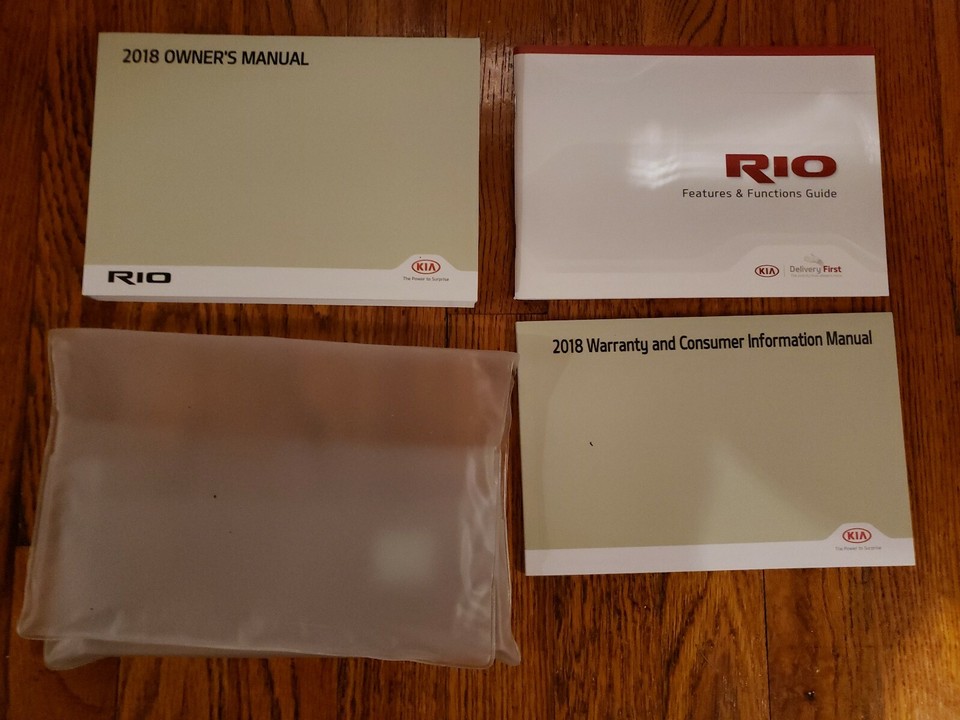 2018 OWNER'S MANUAL
RIO
KIA
The Power to Surprise
RIO
Features & Functions Guide
KIA
Delivery First
2018 Warranty and Consumer Information Manual
KIA
The Power to Surprise